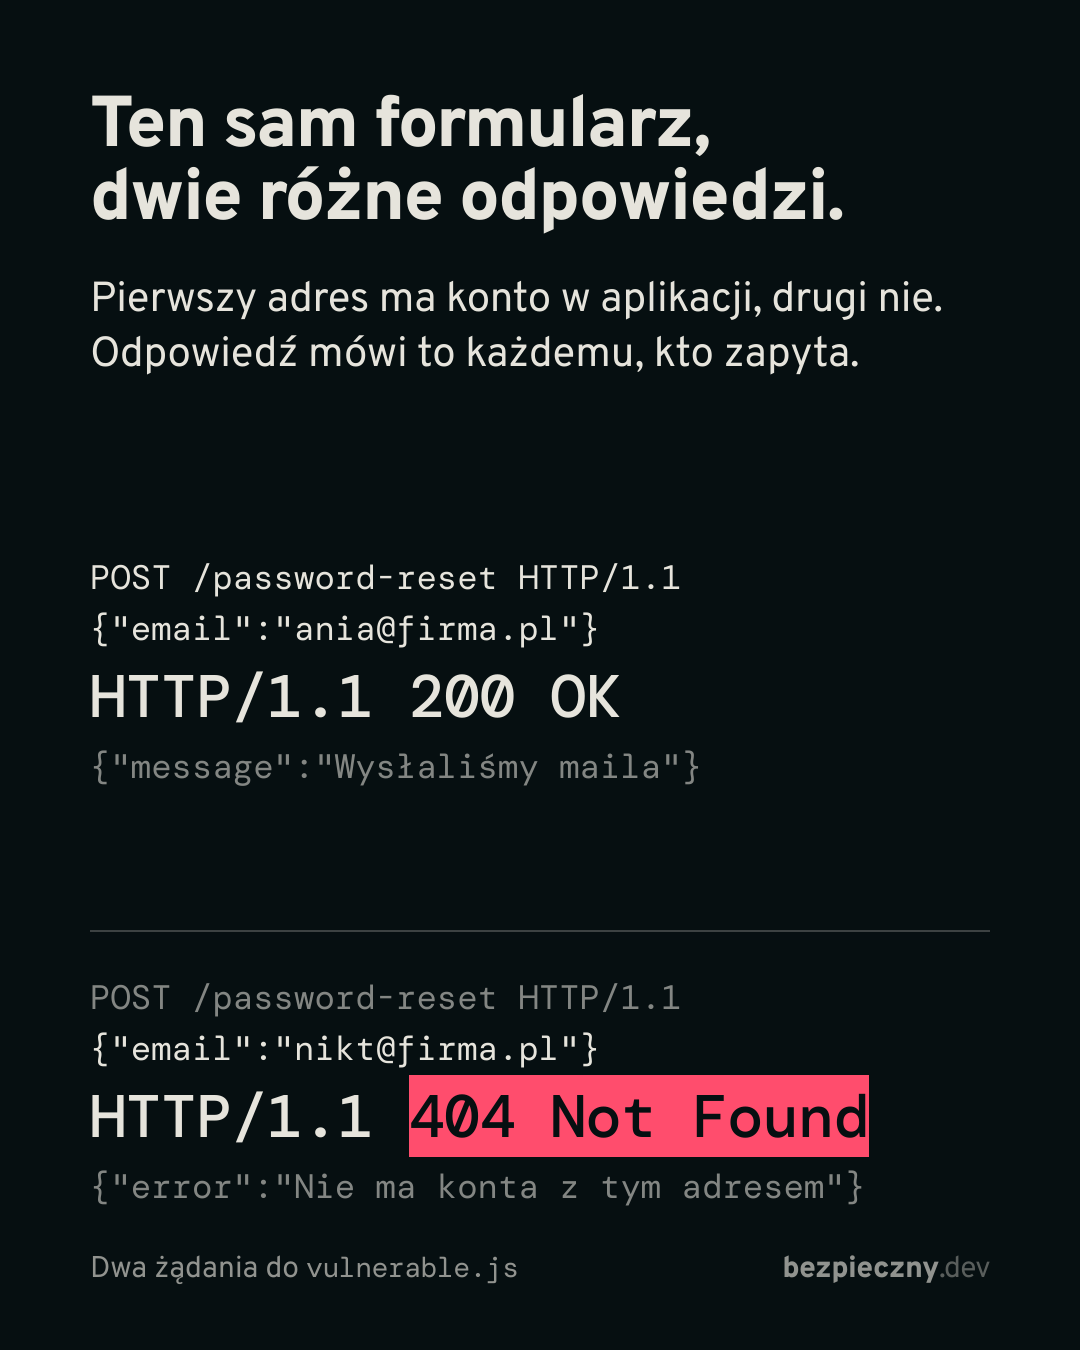 Ten sam formularz,
dwie różne odpowiedzi.
Pierwszy adres ma konto w aplikacji, drugi nie.
Odpowiedź mówi to każdemu, kto zapyta.
POST /password-reset HTTP/1.1
{"email":"ania@firma.pl"}
HTTP/1.1 200 OK
{"message":"Wysłaliśmy maila"}
POST /password-reset HTTP/1.1
{"email":"nikt@firma.pl"}
HTTP/1.1 404 Not Found
{"error":"Nie ma konta z tym adresem"}
Dwa żądania do vulnerable.js
bezpieczny.dev